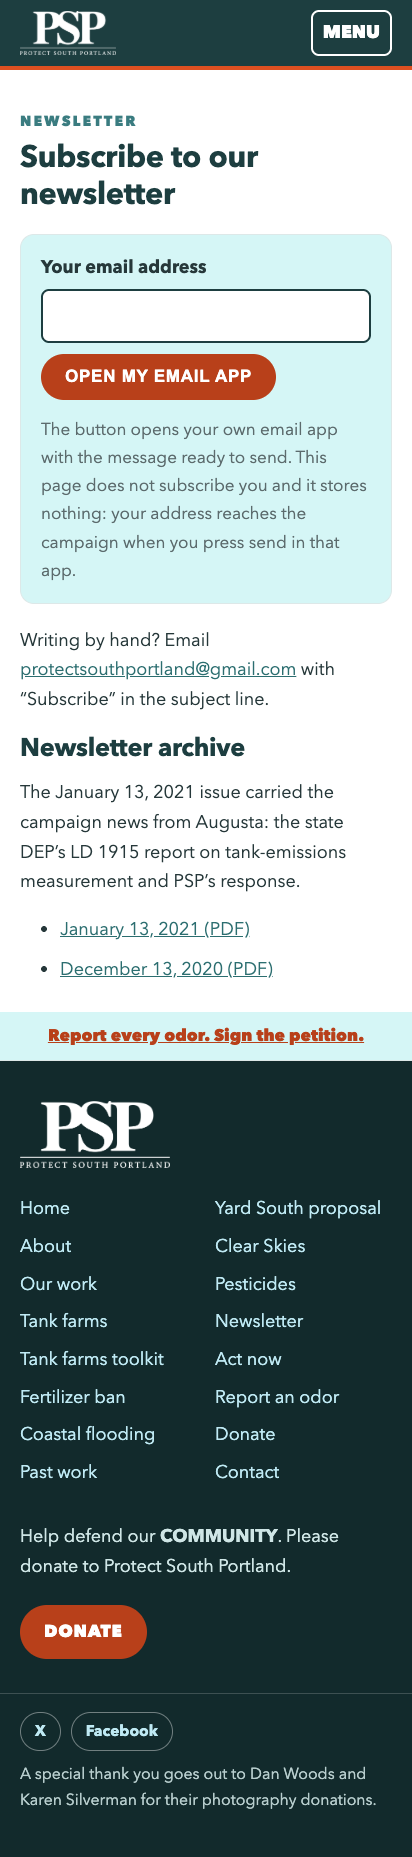 PSP
PROTECT SOUTH PORTLAND
MENU
NEWSLETTER
Subscribe to our
newsletter
Your email address
OPEN MY EMAIL APP
The button opens your own email app
with the message ready to send. This
page does not subscribe you and it stores
nothing: your address reaches the
campaign when you press send in that
app.
Writing by hand? Email
protectsouthportland@gmail.com with
“Subscribe” in the subject line.
Newsletter archive
The January 13, 2021 issue carried the
campaign news from Augusta: the state
DEP’s LD 1915 report on tank-emissions
measurement and PSP’s response.
• January 13, 2021 (PDF)
• December 13, 2020 (PDF)
Report every odor. Sign the petition.
PSP
PROTECT SOUTH PORTLAND
Home
About
Our work
Tank farms
Tank farms toolkit
Fertilizer ban
Coastal flooding
Past work
Yard South proposal
Clear Skies
Pesticides
Newsletter
Act now
Report an odor
Donate
Contact
Help defend our COMMUNITY. Please
donate to Protect South Portland.
DONATE
X
Facebook
A special thank you goes out to Dan Woods and
Karen Silverman for their photography donations.